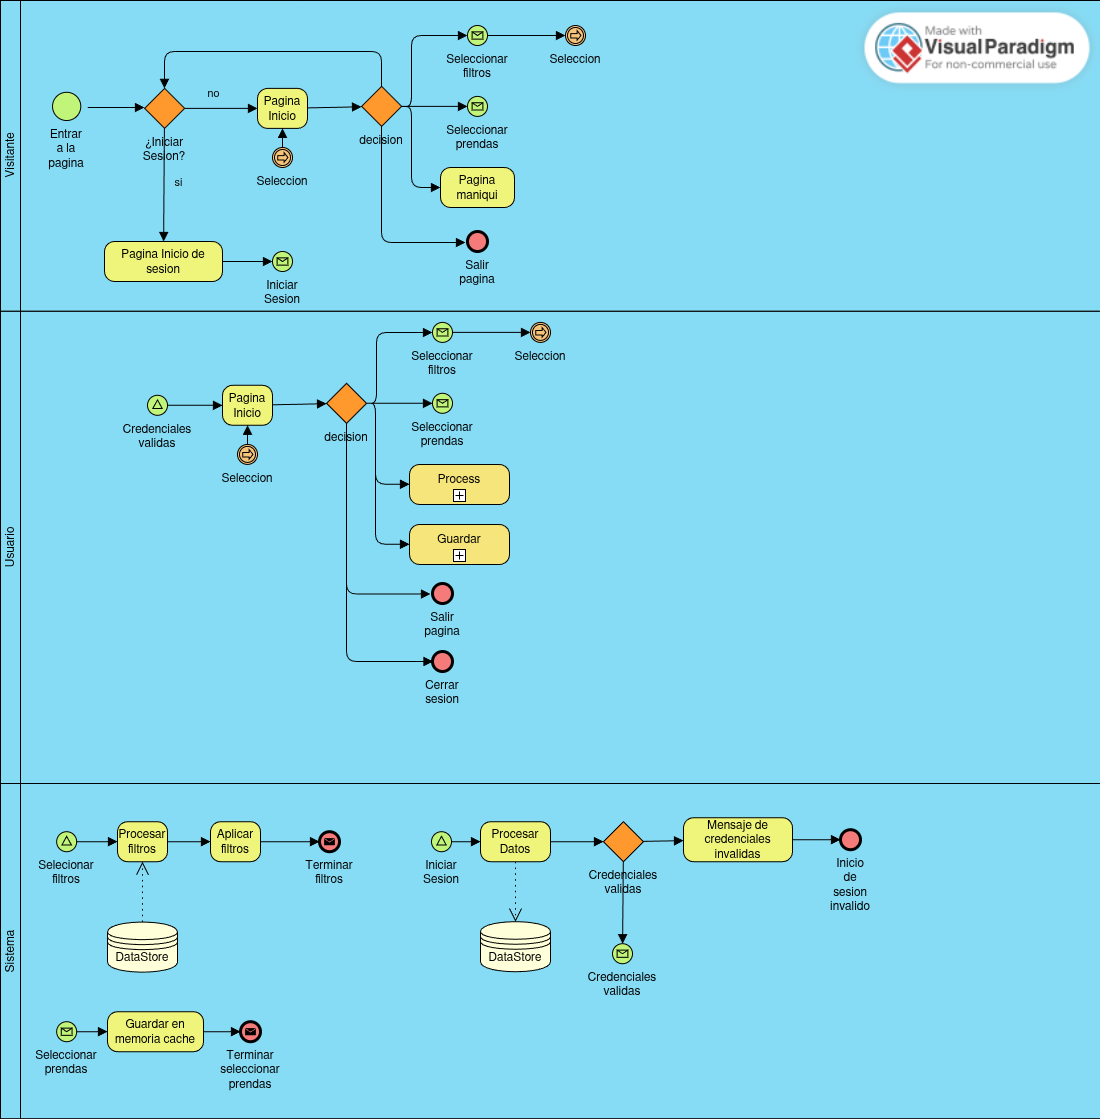 Made with
Visual Paradigm
For non-commercial use
Visitante
Entrar
a la
pagina
¿Iniciar
Sesion?
no
si
Pagina
Inicio
Seleccion
decision
Seleccionar
filtros
Seleccion
Seleccionar
prendas
Pagina
maniqui
Salir
pagina
Pagina Inicio de
sesion
Iniciar
Sesion
Usuario
Credenciales
validas
Pagina
Inicio
Seleccion
decision
Seleccionar
filtros
Seleccion
Seleccionar
prendas
Process
Guardar
Salir
pagina
Cerrar
sesion
Sistema
Selecionar
filtros
Procesar
filtros
Aplicar
filtros
Terminar
filtros
DataStore
Iniciar
Sesion
Procesar
Datos
DataStore
Credenciales
validas
Mensaje de
credenciales
invalidas
Inicio
de
sesion
invalido
Credenciales
validas
Seleccionar
prendas
Guardar en
memoria cache
Terminar
seleccionar
prendas